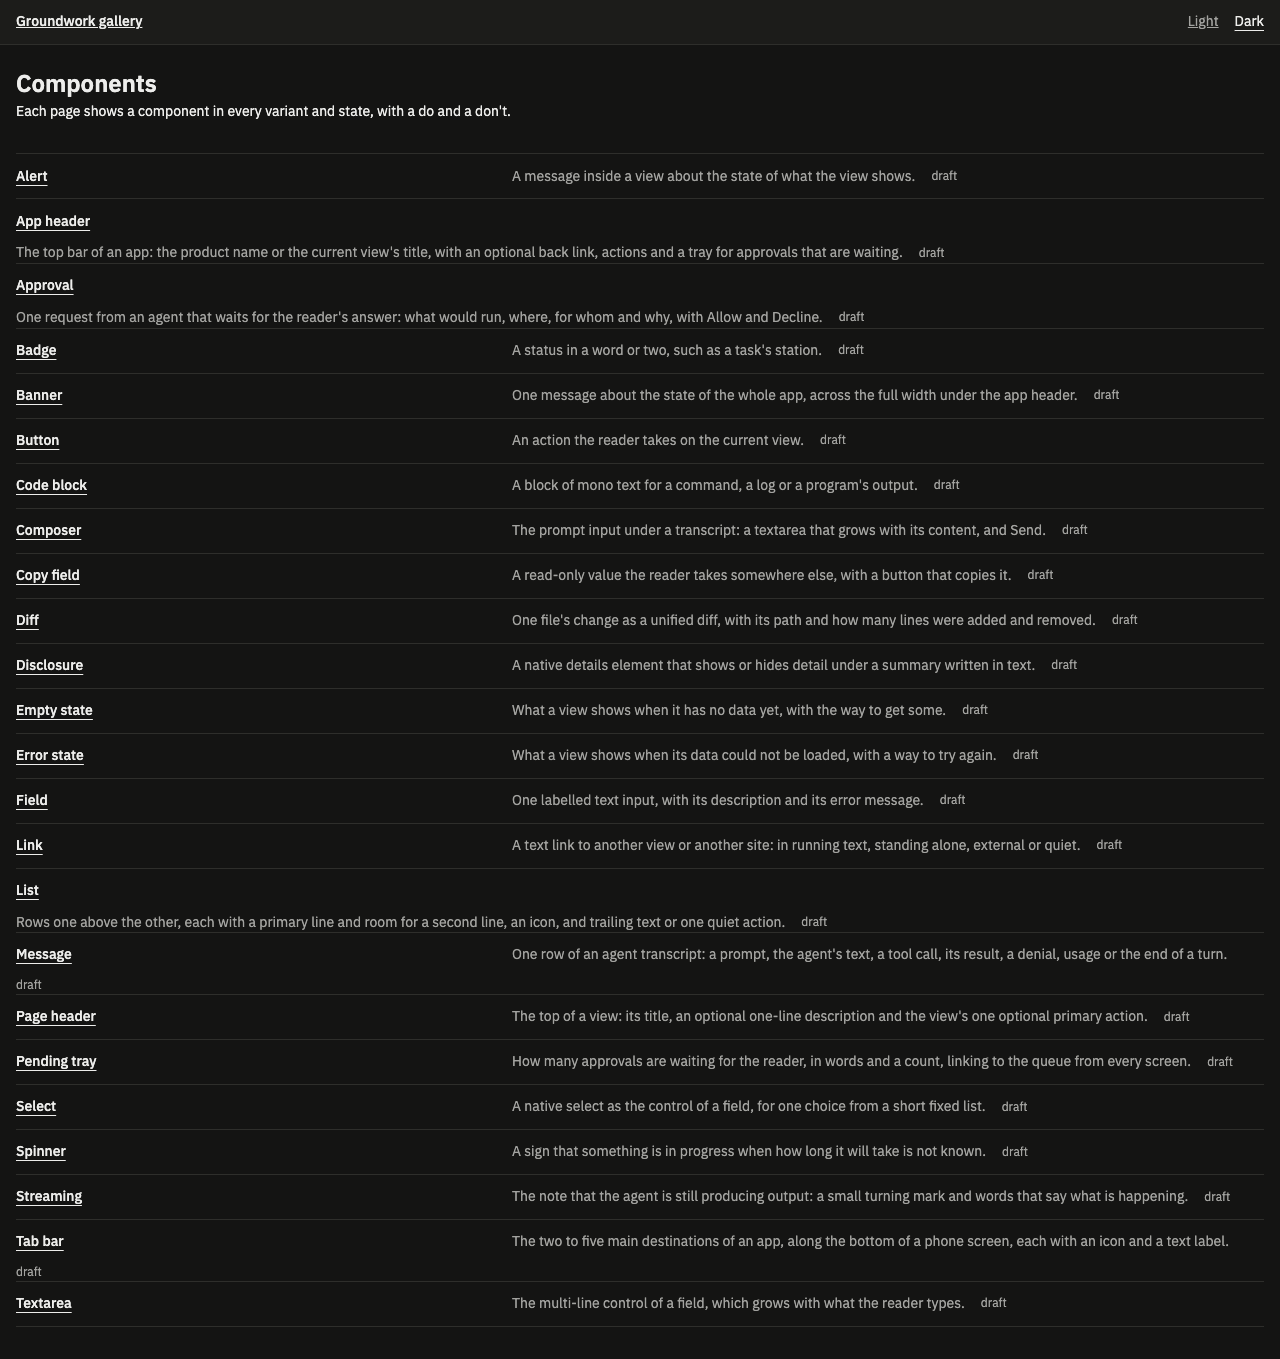 Groundwork gallery Light Dark
Components
Each page shows a component in every variant and state, with a do and a don't.
Alert A message inside a view about the state of what the view shows. draft
App header
The top bar of an app: the product name or the current view's title, with an optional back link, actions and a tray for approvals that are waiting. draft
Approval
One request from an agent that waits for the reader's answer: what would run, where, for whom and why, with Allow and Decline. draft
Badge A status in a word or two, such as a task's station. draft
Banner One message about the state of the whole app, across the full width under the app header. draft
Button An action the reader takes on the current view. draft
Code block A block of mono text for a command, a log or a program's output. draft
Composer The prompt input under a transcript: a textarea that grows with its content, and Send. draft
Copy field A read-only value the reader takes somewhere else, with a button that copies it. draft
Diff One file's change as a unified diff, with its path and how many lines were added and removed. draft
Disclosure A native details element that shows or hides detail under a summary written in text. draft
Empty state What a view shows when it has no data yet, with the way to get some. draft
Error state What a view shows when its data could not be loaded, with a way to try again. draft
Field One labelled text input, with its description and its error message. draft
Link A text link to another view or another site: in running text, standing alone, external or quiet. draft
List
Rows one above the other, each with a primary line and room for a second line, an icon, and trailing text or one quiet action. draft
Message One row of an agent transcript: a prompt, the agent's text, a tool call, its result, a denial, usage or the end of a turn.
draft
Page header The top of a view: its title, an optional one-line description and the view's one optional primary action. draft
Pending tray How many approvals are waiting for the reader, in words and a count, linking to the queue from every screen. draft
Select A native select as the control of a field, for one choice from a short fixed list. draft
Spinner A sign that something is in progress when how long it will take is not known. draft
Streaming The note that the agent is still producing output: a small turning mark and words that say what is happening. draft
Tab bar The two to five main destinations of an app, along the bottom of a phone screen, each with an icon and a text label.
draft
Textarea The multi-line control of a field, which grows with what the reader types. draft